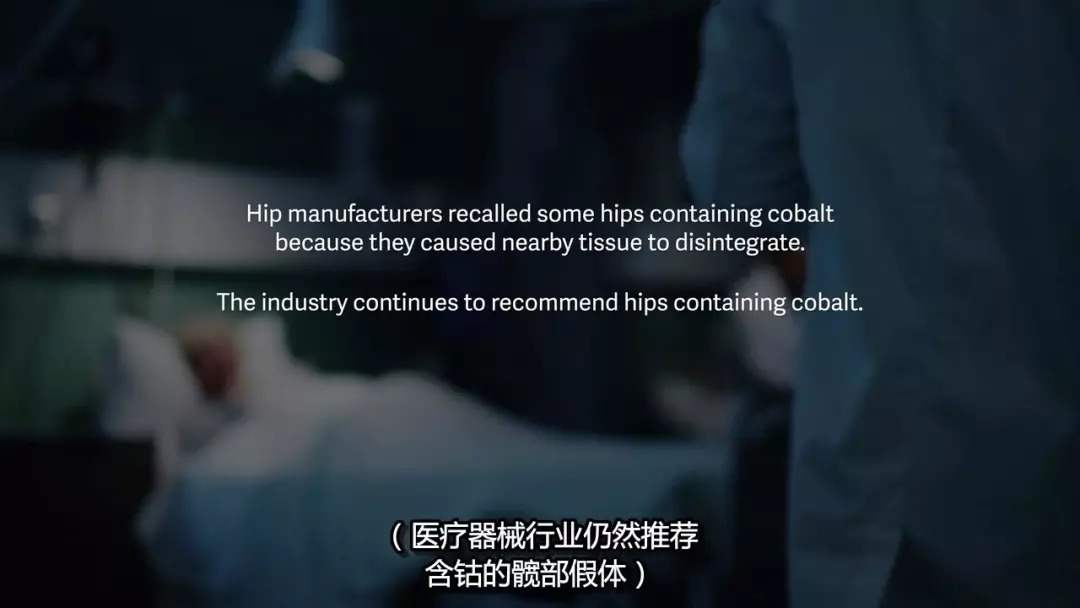 Hip manufacturers recalled some hips containing cobalt
because they caused nearby tissue to disintegrate.
The industry continues to recommend hips containing cobalt.
（医疗器械行业仍然推荐
含钴的髋部假体）